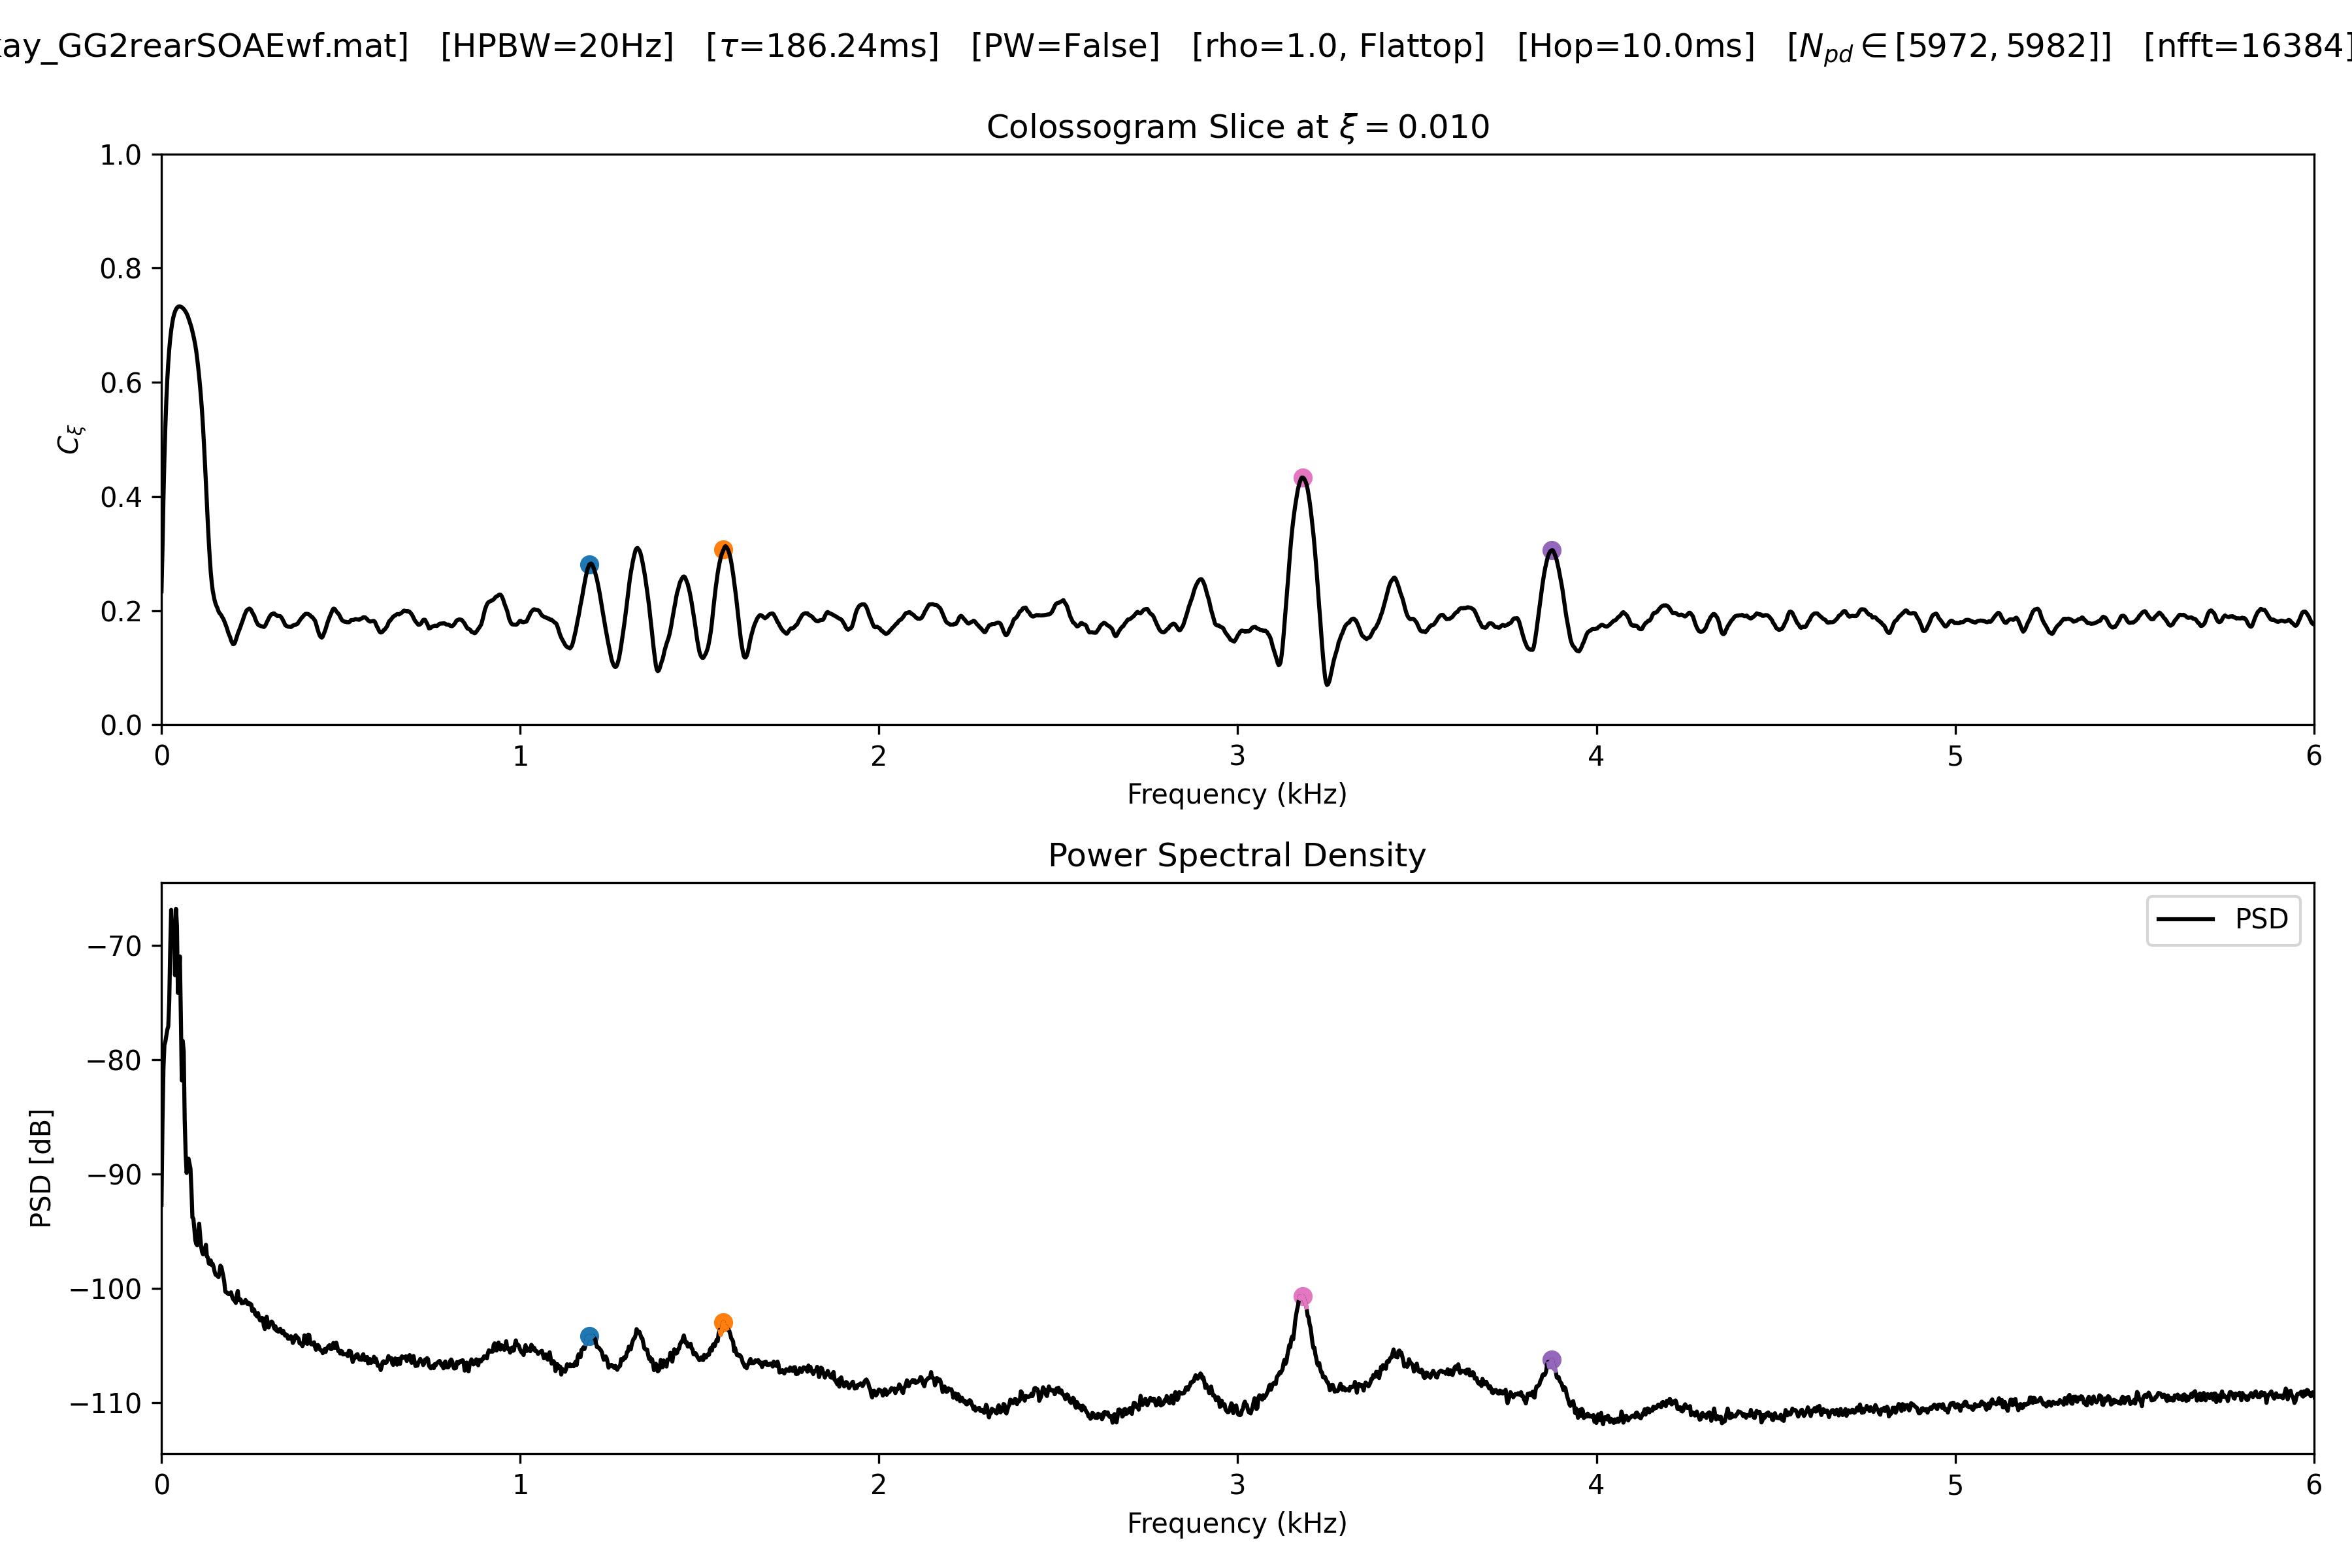 kay_GG2rearSOAEwf.mat] [HPBW=20Hz] [τ=186.24ms] [PW=False] [rho=1.0, Flattop] [Hop=10.0ms] [N_pd ∈ [5972, 5982]] [nfft=16384]
Colossogram Slice at ξ = 0.010
1.0
0.8
0.6
0.4
0.2
0.0
C_ξ
0 1 2 3 4 5 6
Frequency (kHz)
Power Spectral Density
PSD
−70
−80
−90
−100
−110
PSD [dB]
0 1 2 3 4 5 6
Frequency (kHz)